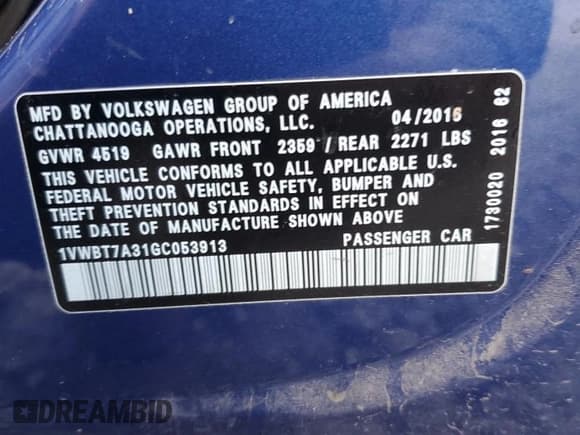 MFD BY VOLKSWAGEN GROUP OF AMERICA
CHATTANOOGA OPERATIONS, LLC. 04/2016
GVWR 4519 GAWR FRONT 2359 / REAR 2271 LBS
THIS VEHICLE CONFORMS TO ALL APPLICABLE U.S.
FEDERAL MOTOR VEHICLE SAFETY, BUMPER AND
THEFT PREVENTION STANDARDS IN EFFECT ON
THE DATE OF MANUFACTURE SHOWN ABOVE
1VWBT7A31GC053913 PASSENGER CAR
1730020 2016 62
DREAMBID